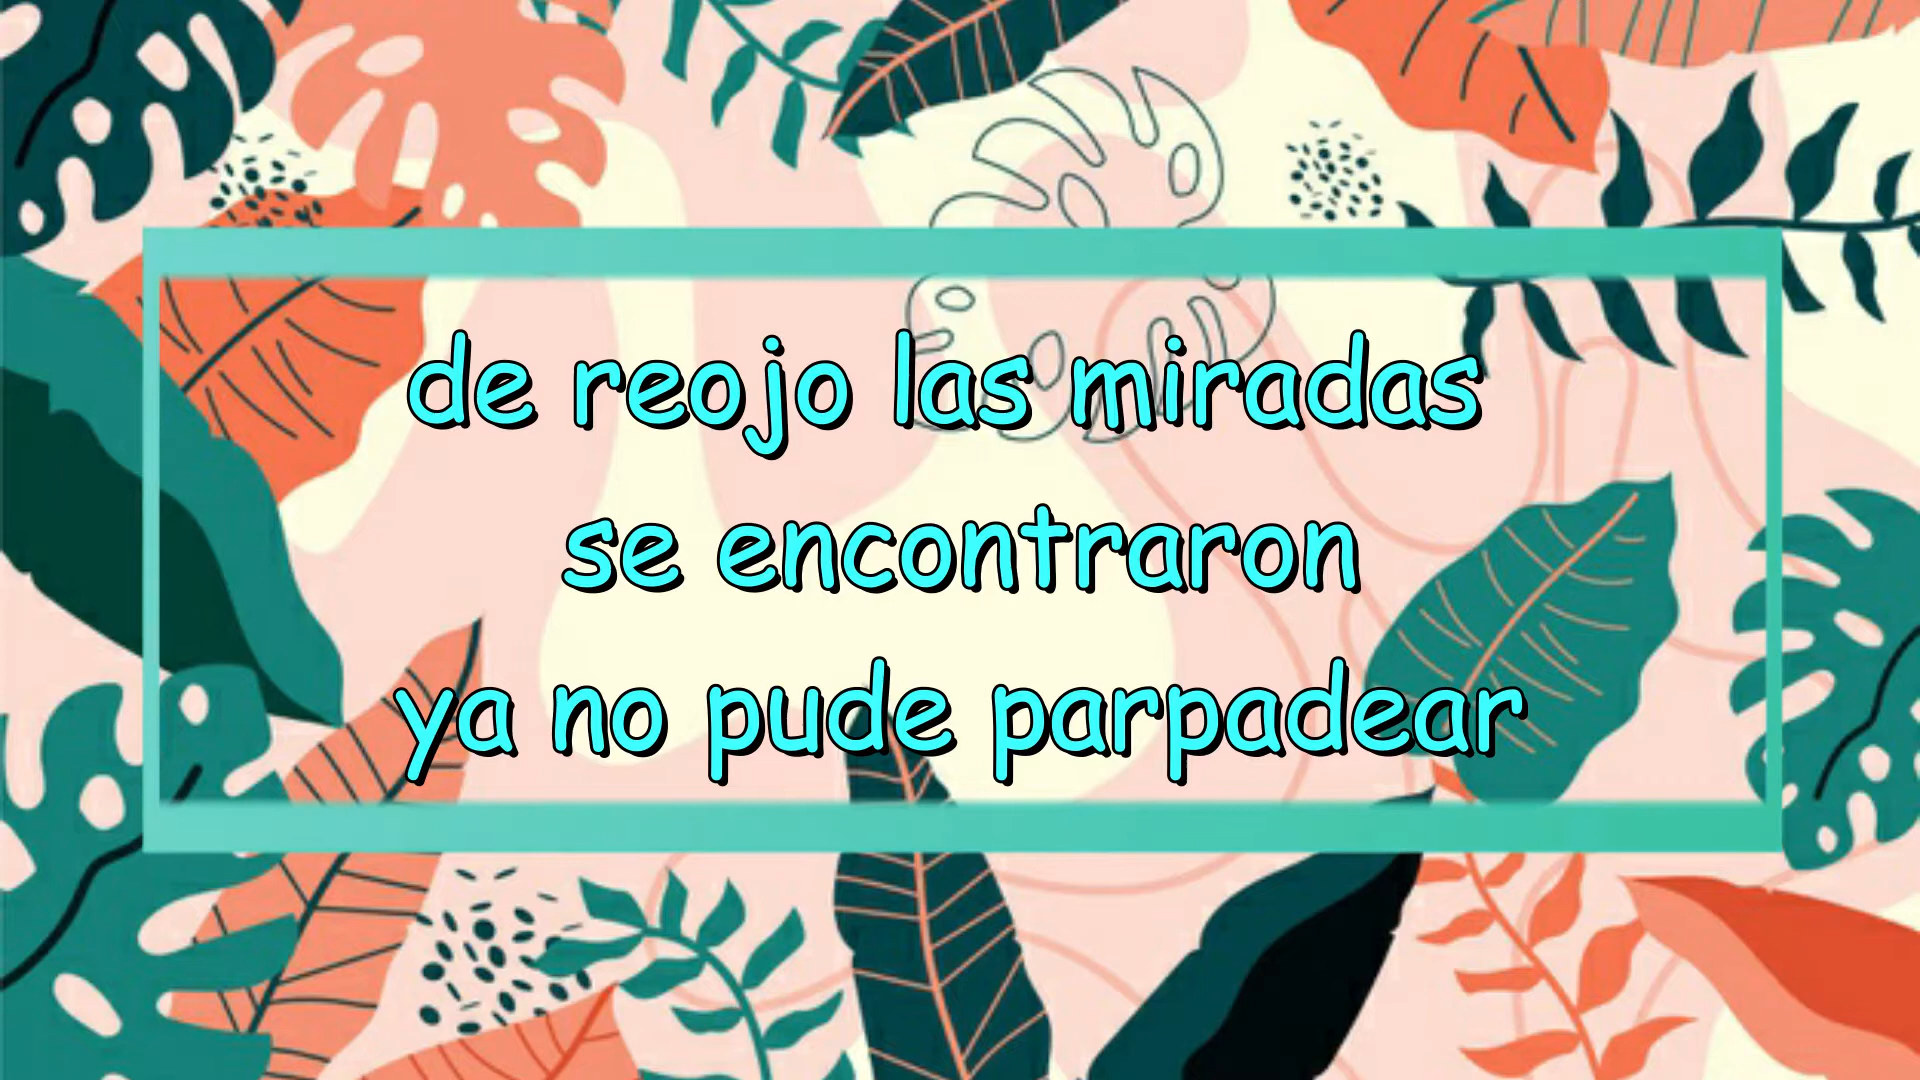 de reojo las miradas
se encontraron
ya no pude parpadear